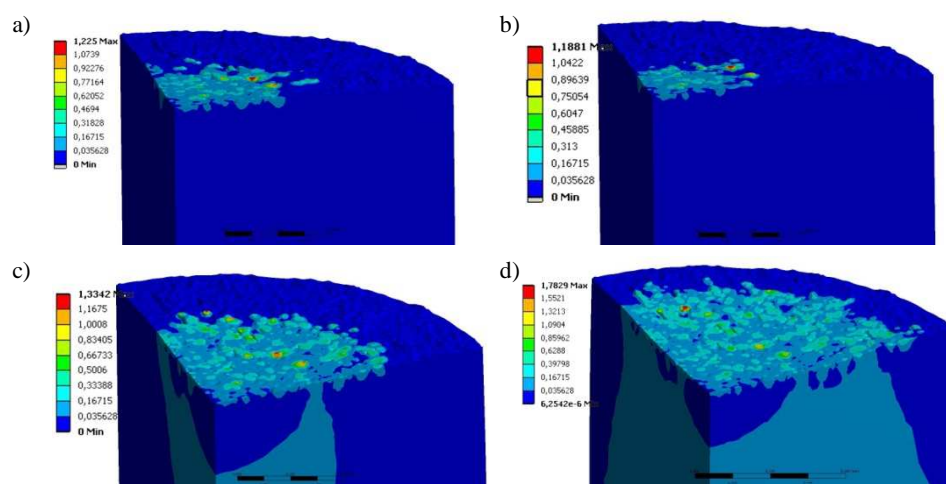 a)
1,225 Max
1,0739
0,92276
0,77164
0,62052
0,4694
0,31828
0,16715
0,035628
0 Min
b)
1,1881 Max
1,0422
0,89639
0,75054
0,6047
0,45885
0,313
0,16715
0,035628
0 Min
c)
1,3342 Max
1,1675
1,0008
0,83405
0,66733
0,5006
0,33388
0,16715
0,035628
0 Min
d)
1,7829 Max
1,5521
1,3213
1,0904
0,85962
0,6288
0,39798
0,16715
0,035628
6,2542e-6 Min